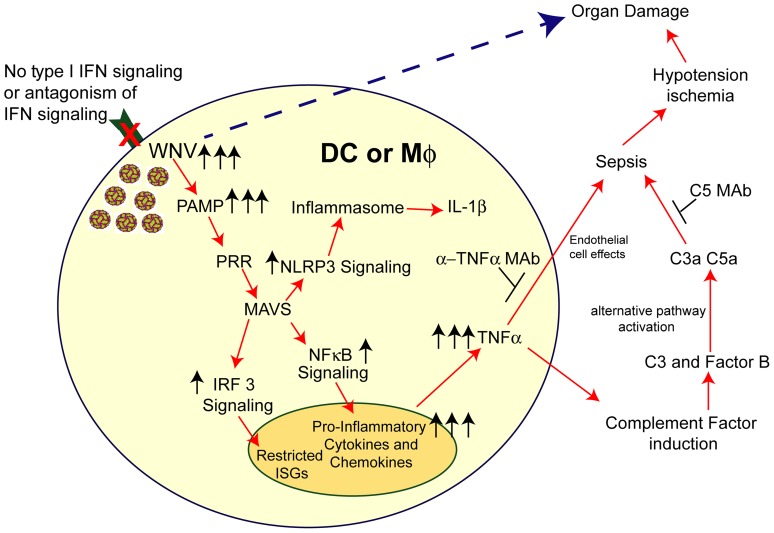 Organ Damage
No type I IFN signaling
or antagonism of
IFN signaling
X
Hypotension
ischemia
WNV
DC or Mϕ
Sepsis
PAMP
C5 MAb
Inflammasome
IL-1β
Endothelial
cell effects
PRR
NLRP3 Signaling
α–TNFα MAb
C3a C5a
MAVS
alternative pathway
activation
TNFα
NFκB
Signaling
C3 and Factor B
IRF 3
Signaling
Pro-Inflammatory
Cytokines and
Chemokines
Complement Factor
induction
Restricted
ISGs